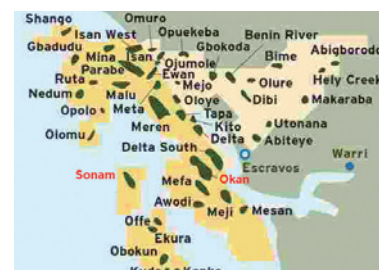 Shango
Omuro
Isan West
Opuekeba
Benin River
Gbadudu
Gbokoda
Abigborodo
Mina
Isan
Ojumole
Bime
Parabe
Ewan
Hely Creek
Ruta
Mejo
Olure
Nedum
Malu
Oloye
Dibi
Makaraba
Opolo
Meta
Tapa
Meren
Kito
Utonana
Olomu
Delta
Abiteye
Delta South
Escravos
Warri
Sonam
Okan
Mefa
Awodi
Meji
Mesan
Offe
Ekura
Obokun